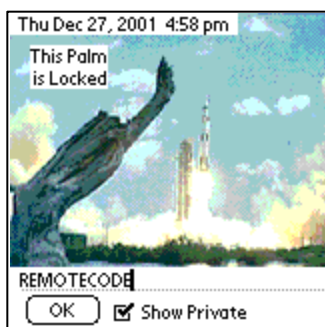 Thu Dec 27, 2001 4:58 pm
This Palm
is Locked
REMOTECODE
OK
Show Private